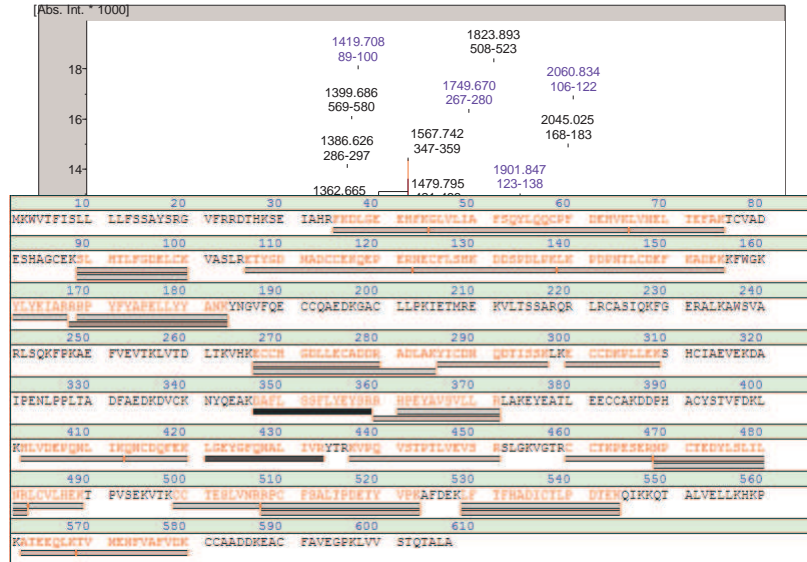 [Abs. Int. * 1000]
1823.893
508-523
1419.708
89-100
2060.834
106-122
1749.670
267-280
18
1399.686
569-580
16
2045.025
168-183
1386.626
286-297
1567.742
347-359
1901.847
123-138
14
1362.665
1479.795
10 20 30 40 50 60 70 80
MKWVTFISLL LLFSSAYSRG VFRRDTHKSE IAHRFKDLGE EHFKGLVLIA FSQYLQQCPF DEHVKLVNEL TEFAKTCVAD
90 100 110 120 130 140 150 160
ESHAGCEKSL HTLFGDELCK VASLRETYGD MADCCEKQEP ERNECFLSHK DDSPDLPKLK PDPNTLCDEF KADEKKFWGK
170 180 190 200 210 220 230 240
YLYEIARRHP YFYAPELLYY ANKYNGVFQE CCQAEDKGAC LLPKIETMRE KVLTSSARQR LRCASIQKFG ERALKAWSVA
250 260 270 280 290 300 310 320
RLSQKFPKAE FVEVTKLVTD LTKVHKECCH GDLLECADDR ADLAKYICDN QDTISSKLKE CCDKPLLEKS HCIAEVEKDA
330 340 350 360 370 380 390 400
IPENLPPLTA DFAEDKDVCK NYQEAKDAFL GSFLYEYSRR HPEYAVSVLL RLAKEYEATL EECCAKDDPH ACYSTVFDKL
410 420 430 440 450 460 470 480
KHLVDEPQNL IKQNCDQFEK LGEYGFQNAL IVRYTRKVPQ VSTPTLVEVS RSLGKVGTRC CTKPESERMP CTEDYLSLIL
490 500 510 520 530 540 550 560
NRLCVLHEKT PVSEKVTKCC TESLVNRRPC FSALTPDETY VPKAFDEKLF TFHADICTLP DTEKQIKKQT ALVELLKHKP
570 580 590 600 610
KATEEQLKTV MENFVAFVDK CCAADDKEAC FAVEGPKLVV STQTALA